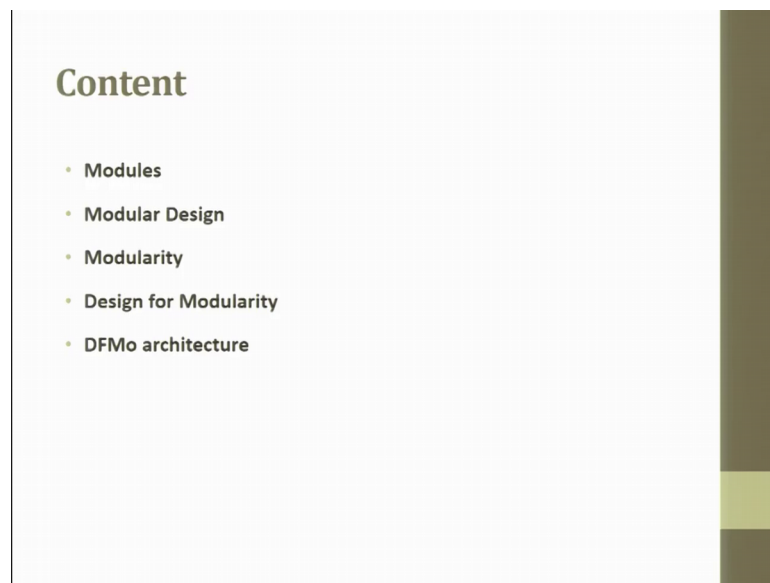 Content
• Modules
• Modular Design
• Modularity
• Design for Modularity
• DFMo architecture